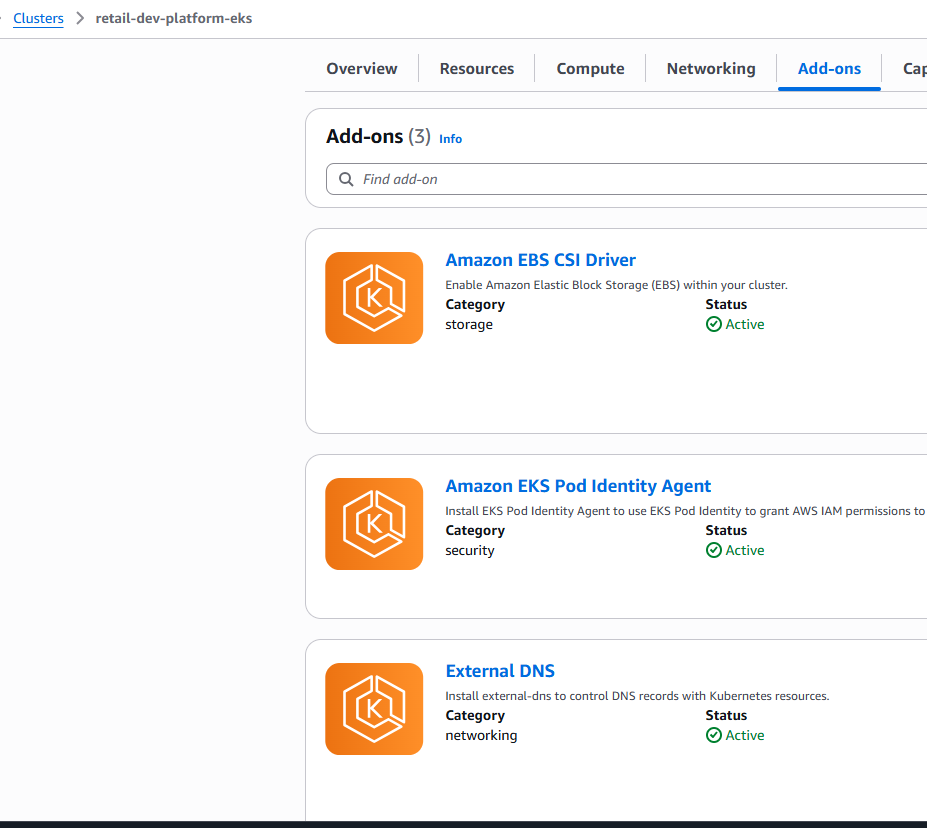 Clusters > retail-dev-platform-eks
Overview Resources Compute Networking Add-ons Cap
Add-ons (3) Info
Find add-on
Amazon EBS CSI Driver
Enable Amazon Elastic Block Storage (EBS) within your cluster.
Category Status
storage Active
Amazon EKS Pod Identity Agent
Install EKS Pod Identity Agent to use EKS Pod Identity to grant AWS IAM permissions to
Category Status
security Active
External DNS
Install external-dns to control DNS records with Kubernetes resources.
Category Status
networking Active